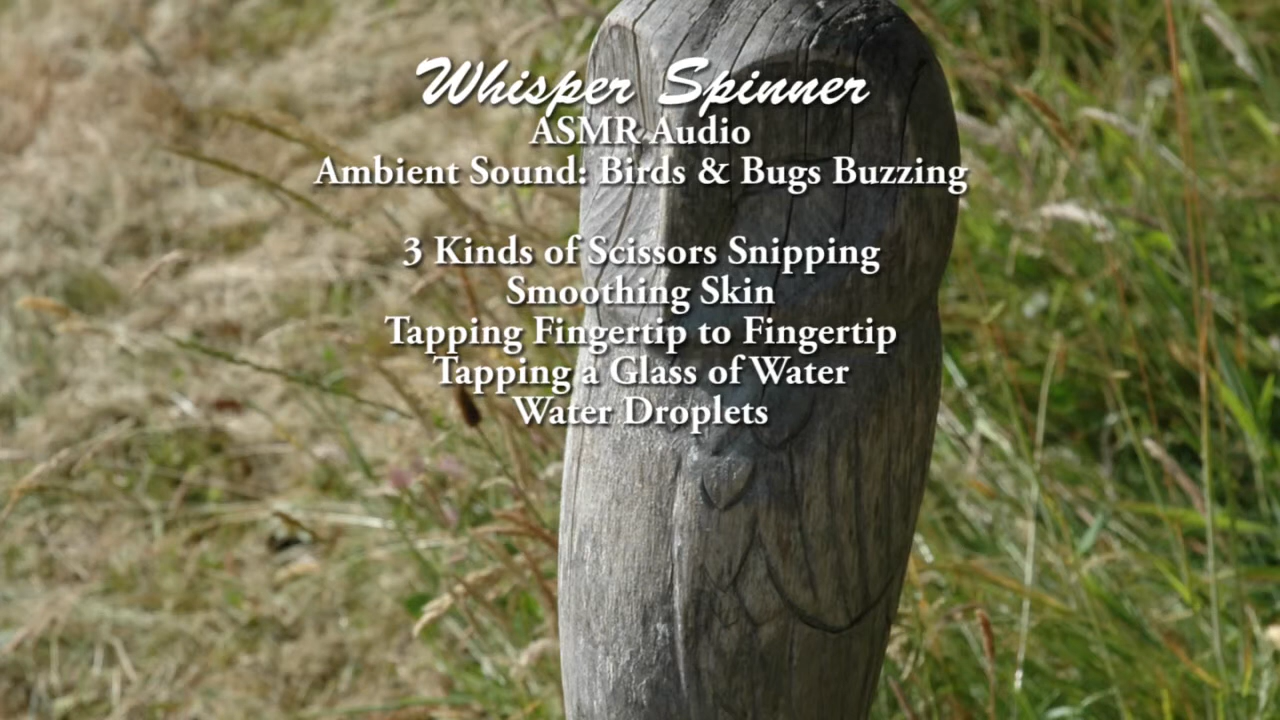 Whisper Spinner
ASMR Audio
Ambient Sound: Birds & Bugs Buzzing
3 Kinds of Scissors Snipping
Smoothing Skin
Tapping Fingertip to Fingertip
Tapping a Glass of Water
Water Droplets